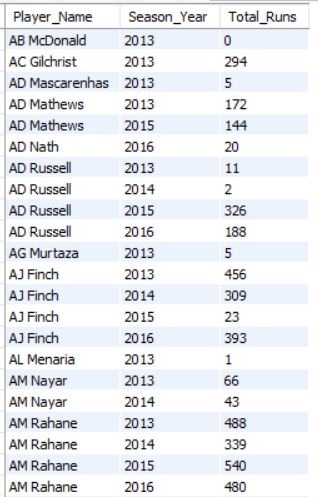 Player_Name Season_Year Total_Runs
AB McDonald 2013 0
AC Gilchrist 2013 294
AD Mascarenhas 2013 5
AD Mathews 2013 172
AD Mathews 2015 144
AD Nath 2016 20
AD Russell 2013 11
AD Russell 2014 2
AD Russell 2015 326
AD Russell 2016 188
AG Murtaza 2013 5
AJ Finch 2013 456
AJ Finch 2014 309
AJ Finch 2015 23
AJ Finch 2016 393
AL Menaria 2013 1
AM Nayar 2013 66
AM Nayar 2014 43
AM Rahane 2013 488
AM Rahane 2014 339
AM Rahane 2015 540
AM Rahane 2016 480